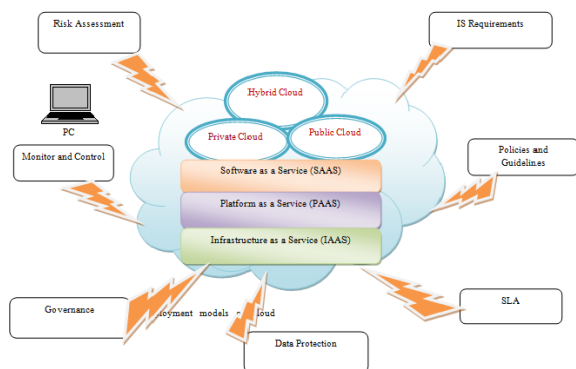 Risk Assessment
IS Requirements
Hybrid Cloud
PC
Private Cloud
Public Cloud
Monitor and Control
Policies and
Guidelines
Software as a Service (SAAS)
Platform as a Service (PAAS)
Infrastructure as a Service (IAAS)
Governance
SLA
models
Data Protection